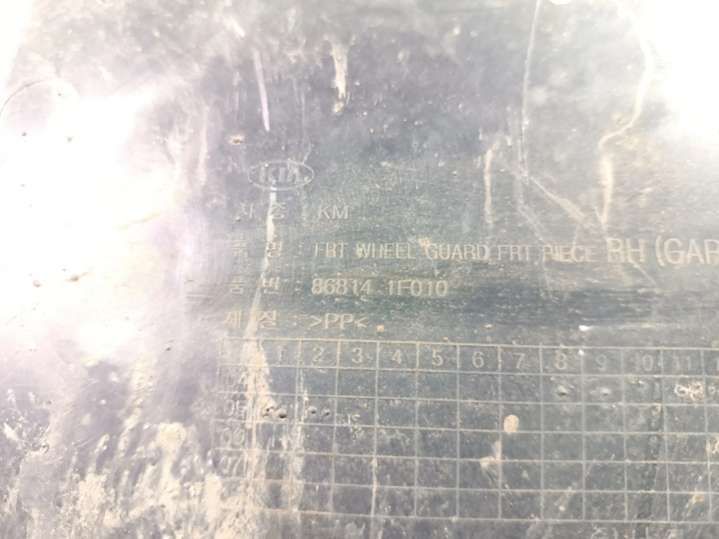 KIA
차 종 : KM
품 명 : FRT WHEEL GUARD FRT PIECE RH (GAR
품 번 : 86814 1F010
재 질 : >PP<
1 2 3 4 5 6 7 8 9 10 11
05